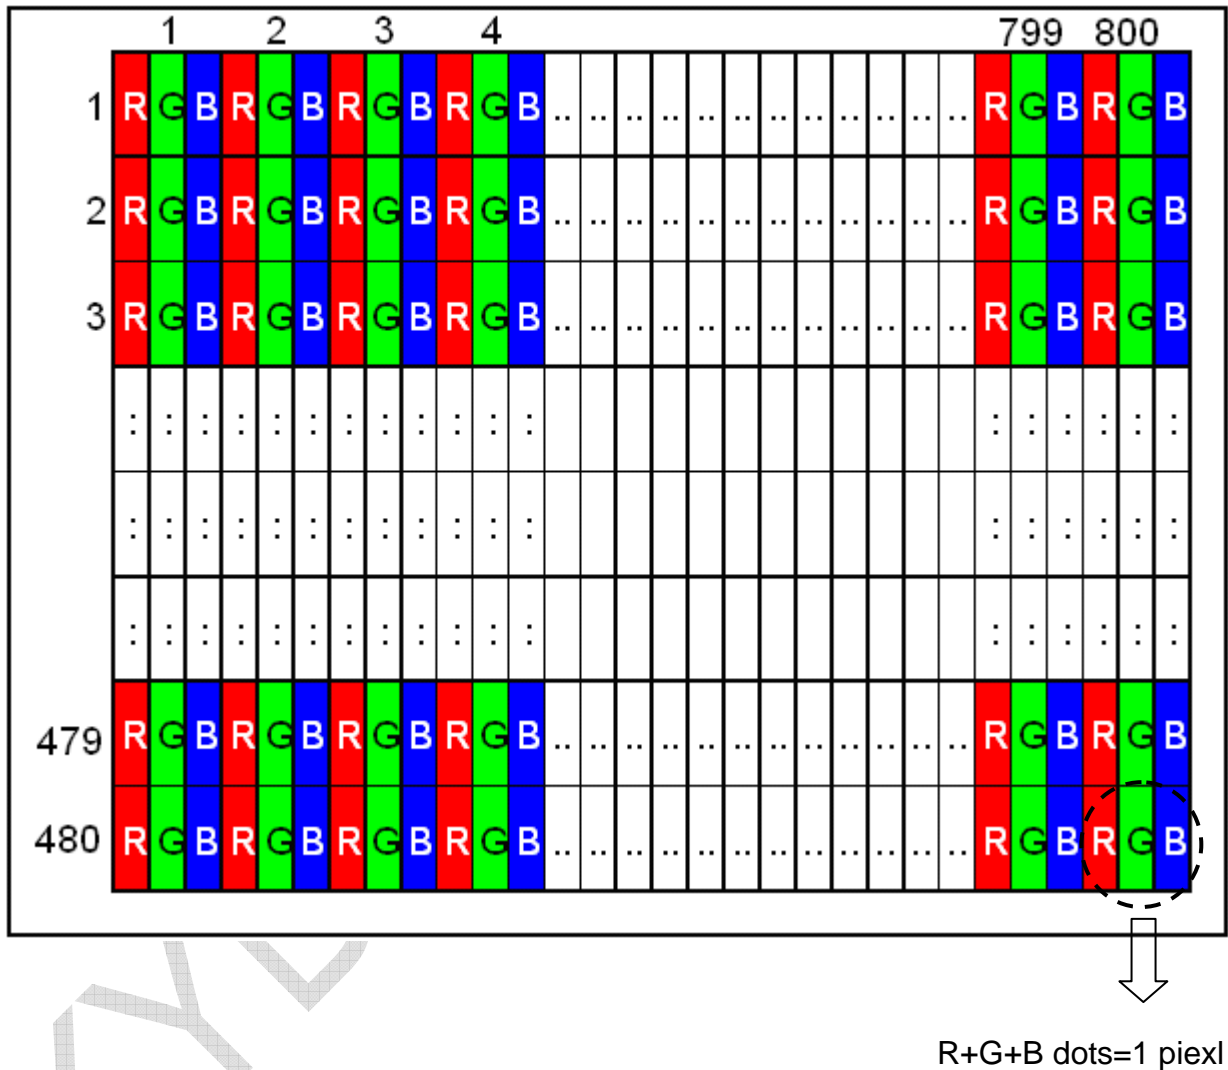 1 2 3 4 799 800
1 R G B R G B R G B R G B .. .. .. .. .. .. .. .. .. .. .. .. R G B R G B
2 R G B R G B R G B R G B .. .. .. .. .. .. .. .. .. .. .. .. R G B R G B
3 R G B R G B R G B R G B .. .. .. .. .. .. .. .. .. .. .. .. R G B R G B
: : : : : : : : : : : : : : : : : :
: : : : : : : : : : : : : : : : : :
: : : : : : : : : : : : : : : : : :
479 R G B R G B R G B R G B .. .. .. .. .. .. .. .. .. .. .. .. R G B R G B
480 R G B R G B R G B R G B .. .. .. .. .. .. .. .. .. .. .. .. R G B R G B
R+G+B dots=1 piexl